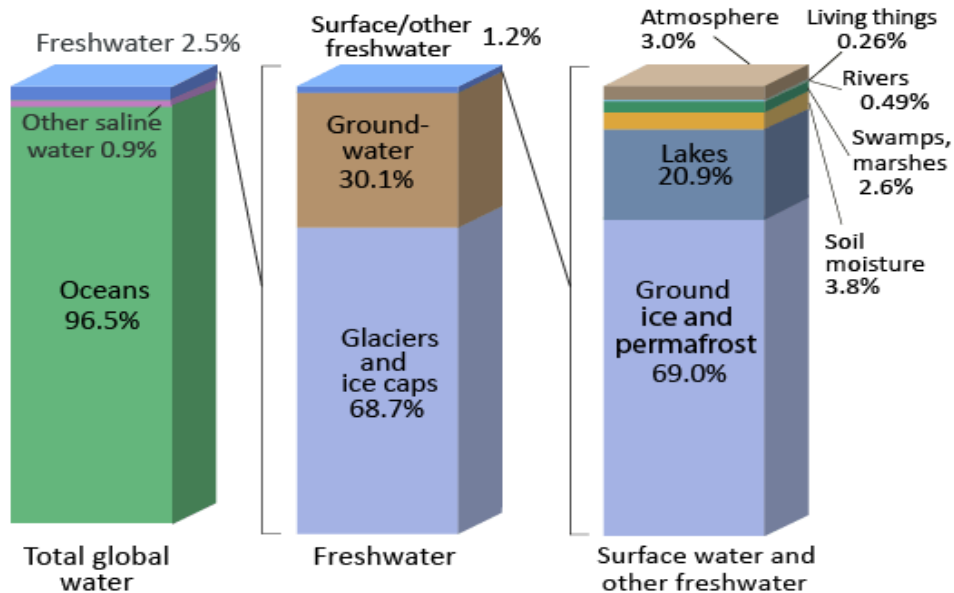 Freshwater 2.5%
Other saline
water 0.9%
Oceans
96.5%
Total global
water
Surface/other
freshwater
1.2%
Ground-
water
30.1%
Glaciers
and
ice caps
68.7%
Freshwater
Atmosphere
3.0%
Living things
0.26%
Rivers
0.49%
Swamps,
marshes
2.6%
Soil
moisture
3.8%
Lakes
20.9%
Ground
ice and
permafrost
69.0%
Surface water and
other freshwater